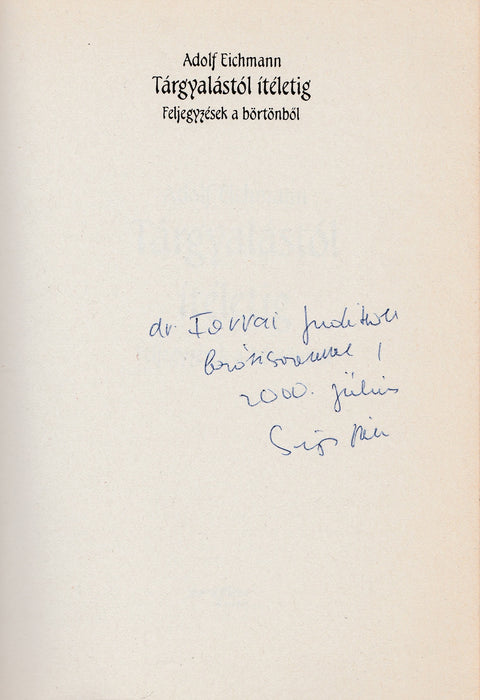 Adolf Eichmann
Tárgyalástól ítéletig
Feljegyzések a börtönből
dr Forrai Juditnak
barátsággal!
2000. július